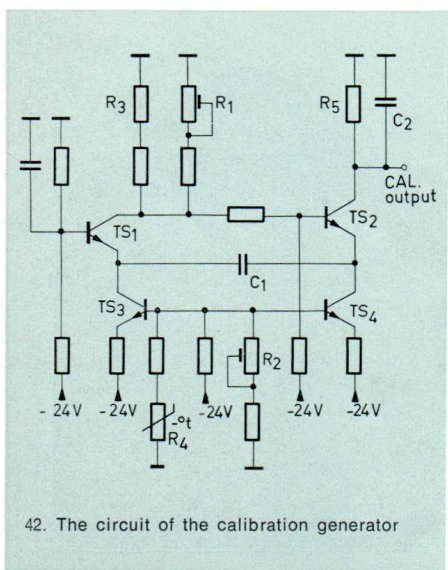 R3
R1
R5
C2
CAL.
output
TS1
TS2
C1
TS3
TS4
R2
-24V
-°t
R4
-24V
-24V
-24V
-24V
42. The circuit of the calibration generator